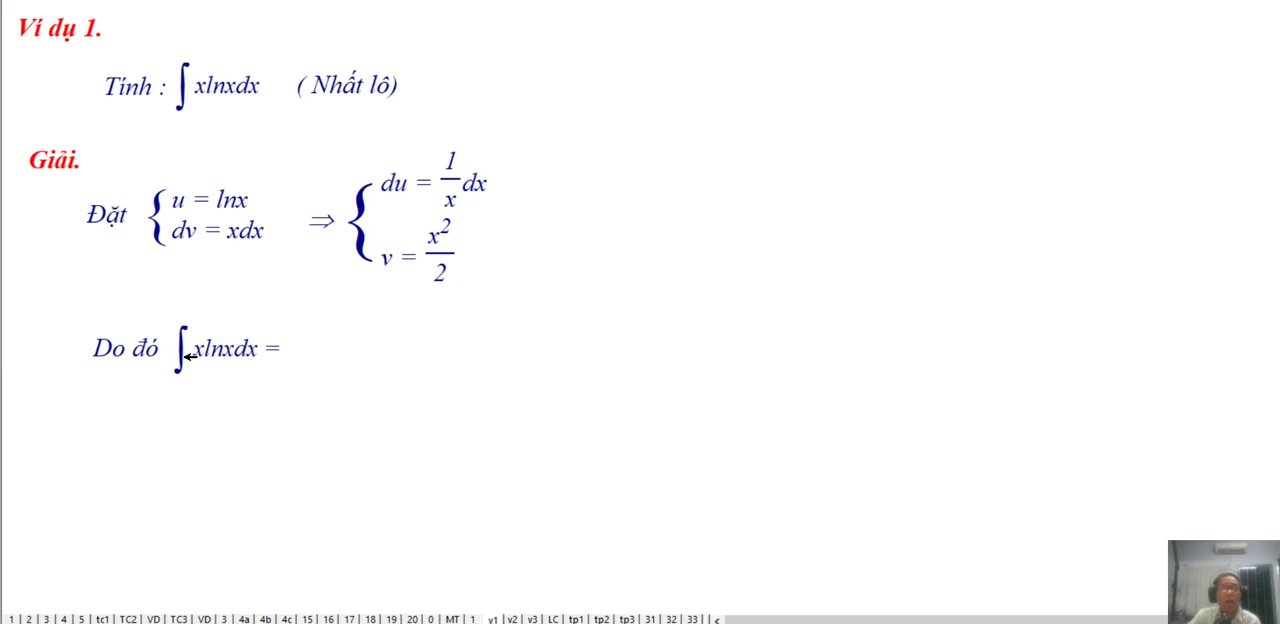 Ví dụ 1.
Tính : ∫ xlnxdx ( Nhất lô)
Giải.
Đặt { u = lnx dv = xdx ⇒ { du = 1/x dx v = x²/2
Do đó ∫ xlnxdx =
1 | 2 | 3 | 4 | 5 | tc1 | TC2 | VD | TC3 | VD | 3 | 4a | 4b | 4c | 15 | 16 | 17 | 18 | 19 | 20 | 0 | MT | 1 v1 | v2 | v3 | LC | tp1 | tp2 | tp3 | 31 | 32 | 33 | | <